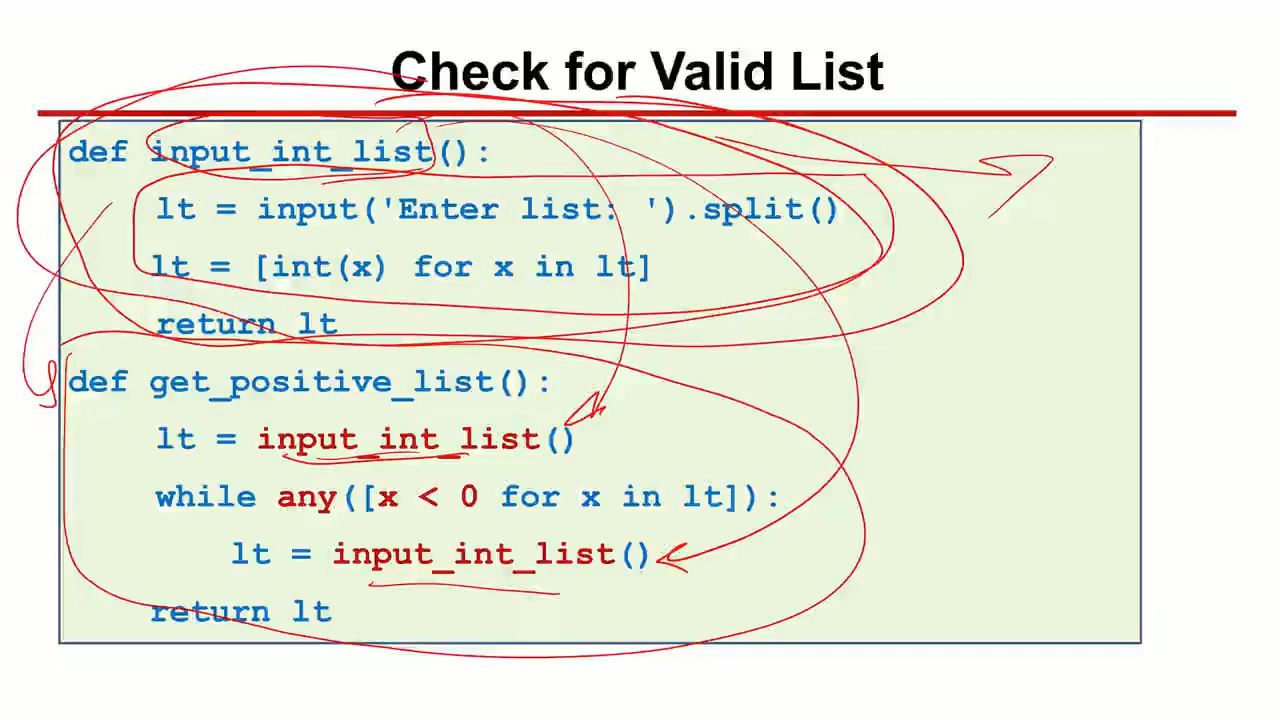 Check for Valid List
def input_int_list():
lt = input('Enter list: ').split()
lt = [int(x) for x in lt]
return lt
def get_positive_list():
lt = input_int_list()
while any([x < 0 for x in lt]):
lt = input_int_list()
return lt